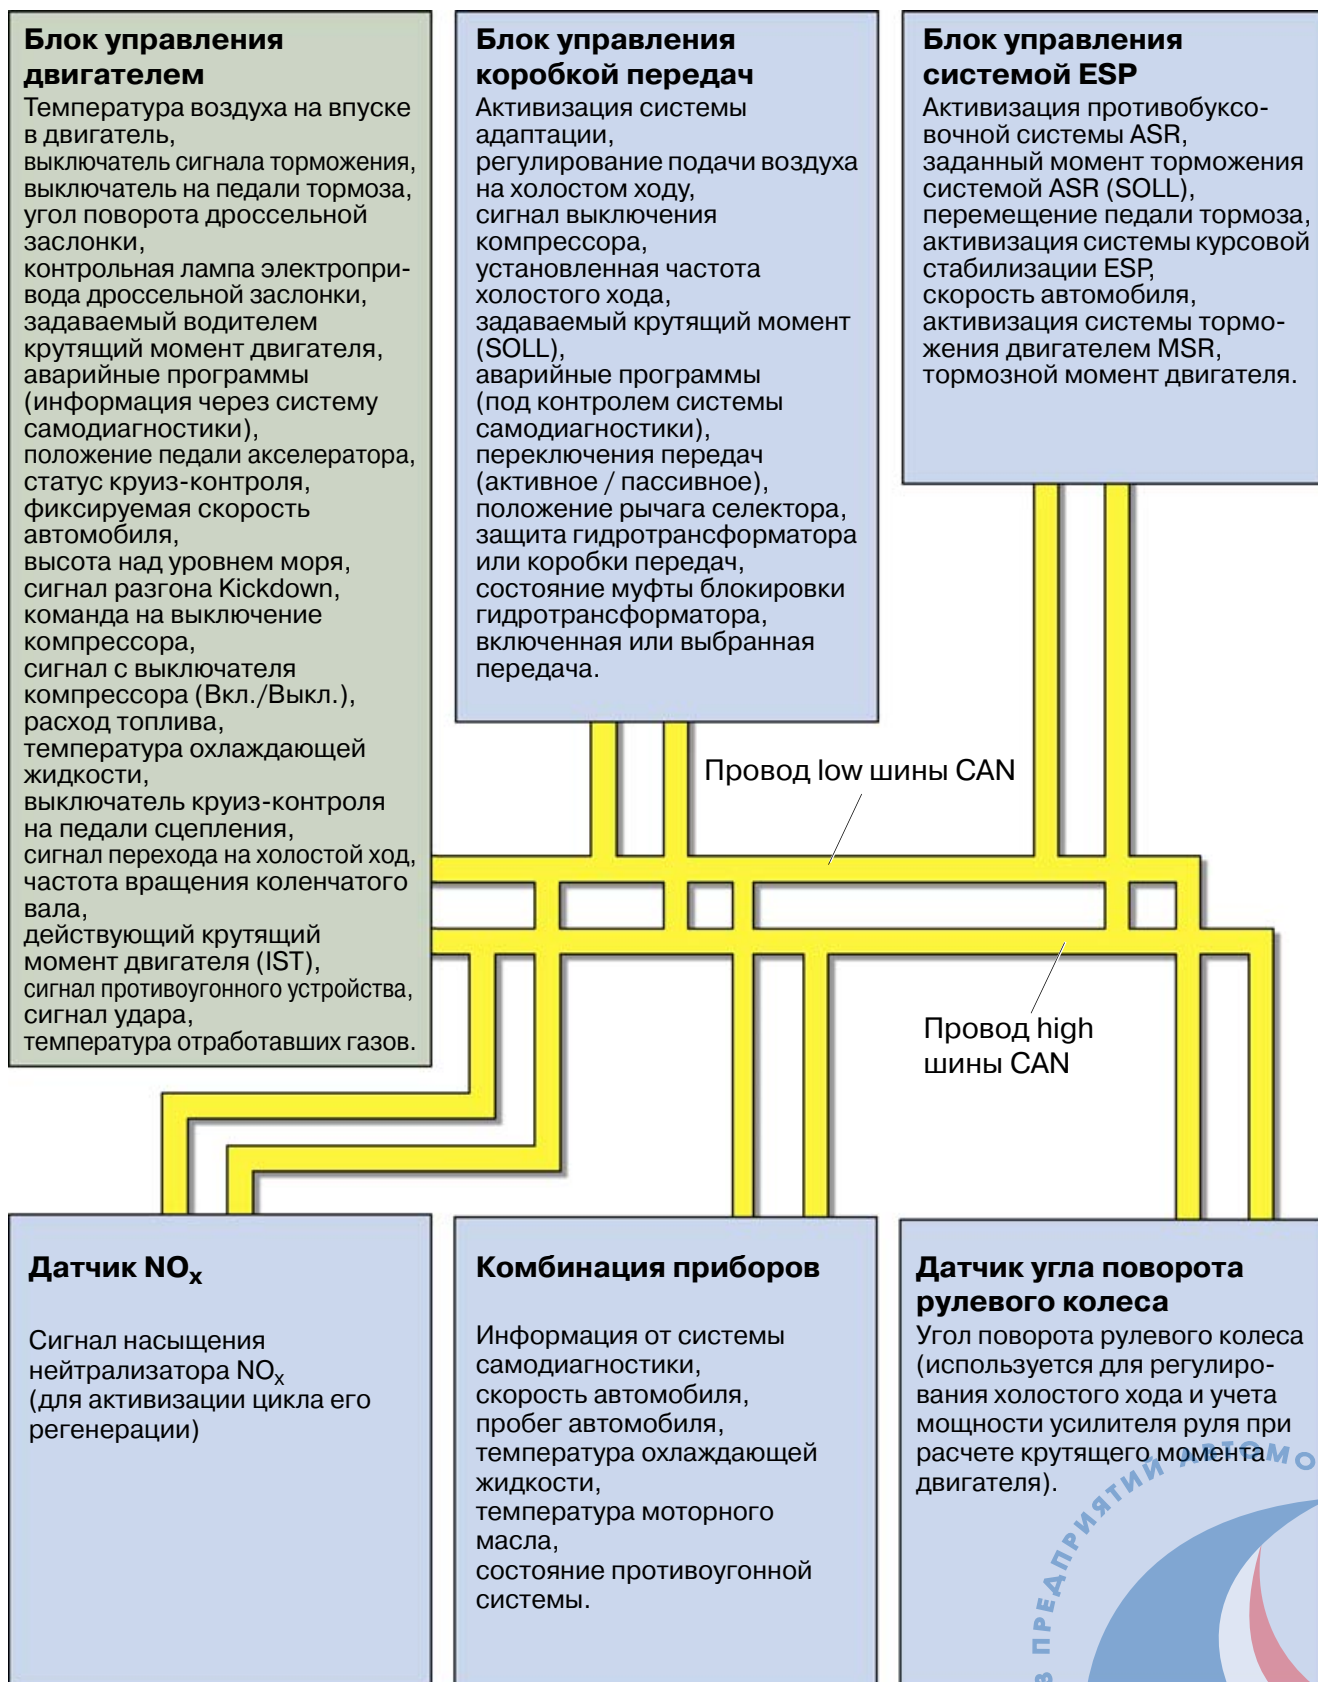 Блок управления
двигателем
Температура воздуха на впуске
в двигатель,
выключатель сигнала торможения,
выключатель на педали тормоза,
угол поворота дроссельной
заслонки,
контрольная лампа электропри-
вода дроссельной заслонки,
задаваемый водителем
крутящий момент двигателя,
аварийные программы
(информация через систему
самодиагностики),
положение педали акселератора,
статус круиз-контроля,
фиксируемая скорость
автомобиля,
высота над уровнем моря,
сигнал разгона Kickdown,
команда на выключение
компрессора,
сигнал с выключателя
компрессора (Вкл./Выкл.),
расход топлива,
температура охлаждающей
жидкости,
выключатель круиз-контроля
на педали сцепления,
сигнал перехода на холостой ход,
частота вращения коленчатого
вала,
действующий крутящий
момент двигателя (IST),
сигнал противоугонного устройства,
сигнал удара,
температура отработавших газов.
Блок управления
коробкой передач
Активизация системы
адаптации,
регулирование подачи воздуха
на холостом ходу,
сигнал выключения
компрессора,
установленная частота
холостого хода,
задаваемый крутящий момент
(SOLL),
аварийные программы
(под контролем системы
самодиагностики),
переключения передач
(активное / пассивное),
положение рычага селектора,
защита гидротрансформатора
или коробки передач,
состояние муфты блокировки
гидротрансформатора,
включенная или выбранная
передача.
Блок управления
системой ESP
Активизация противобуксо-
вочной системы ASR,
заданный момент торможения
системой ASR (SOLL),
перемещение педали тормоза,
активизация системы курсовой
стабилизации ESP,
скорость автомобиля,
активизация системы тормо-
жения двигателем MSR,
тормозной момент двигателя.
Провод low шины CAN
Провод high
шины CAN
Датчик NOx
Сигнал насыщения
нейтрализатора NOx
(для активизации цикла его
регенерации)
Комбинация приборов
Информация от системы
самодиагностики,
скорость автомобиля,
пробег автомобиля,
температура охлаждающей
жидкости,
температура моторного
масла,
состояние противоугонной
системы.
Датчик угла поворота
рулевого колеса
Угол поворота рулевого колеса
(используется для регулиро-
вания холостого хода и учета
мощности усилителя руля при
расчете крутящего момента
двигателя).
В ПРЕДПРИЯТИЙ АВТОМО